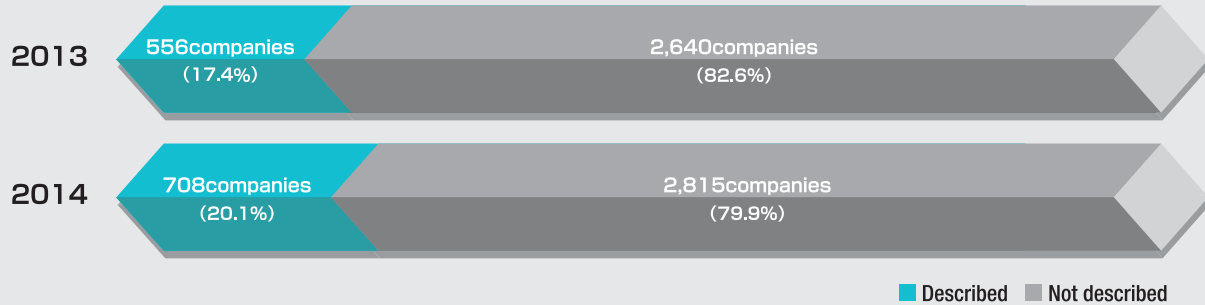 2013
556companies
(17.4%)
2,640companies
(82.6%)
2014
708companies
(20.1%)
2,815companies
(79.9%)
Described
Not described